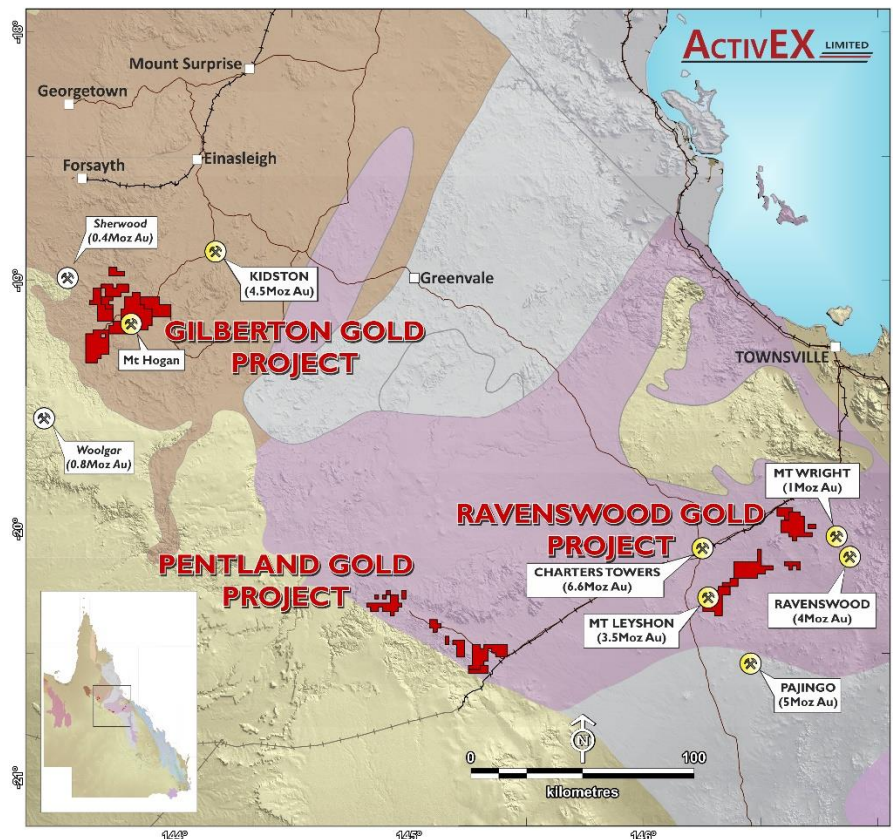 ACTIVEX LIMITED
-18°
Mount Surprise
Georgetown
Forsayth
Einasleigh
Sherwood
(0.4Moz Au)
KIDSTON
(4.5Moz Au)
-19°
Greenvale
Mt Hogan
GILBERTON GOLD
PROJECT
TOWNSVILLE
Woolgar
(0.8Moz Au)
MT WRIGHT
(1Moz Au)
-20°
RAVENSWOOD GOLD
PROJECT
PENTLAND GOLD
PROJECT
CHARTERS TOWERS
(6.6Moz Au)
RAVENSWOOD
(4Moz Au)
MT LEYSHON
(3.5Moz Au)
PAJINGO
(5Moz Au)
N
0
100
kilometres
-21°
144°
145°
146°